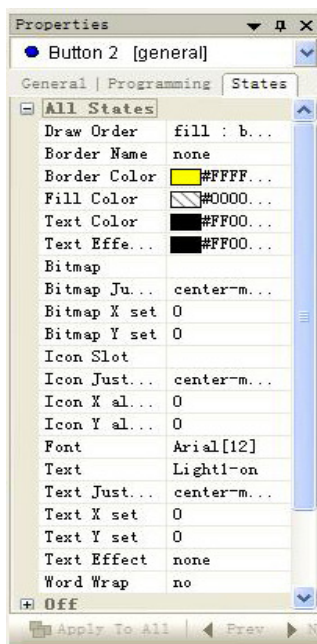 Properties
Button 2 [general]
General | Programming States
All States
Draw Order fill : b...
Border Name none
Border Color #FFFF...
Fill Color #0000...
Text Color #FF00...
Text Effe... #FF00...
Bitmap
Bitmap Ju... center-m...
Bitmap X set 0
Bitmap Y set 0
Icon Slot
Icon Just... center-m...
Icon X al... 0
Icon Y al... 0
Font Arial[12]
Text Light1-on
Text Just... center-m...
Text X set 0
Text Y set 0
Text Effect none
Word Wrap no
Off
Apply To All | Prev N